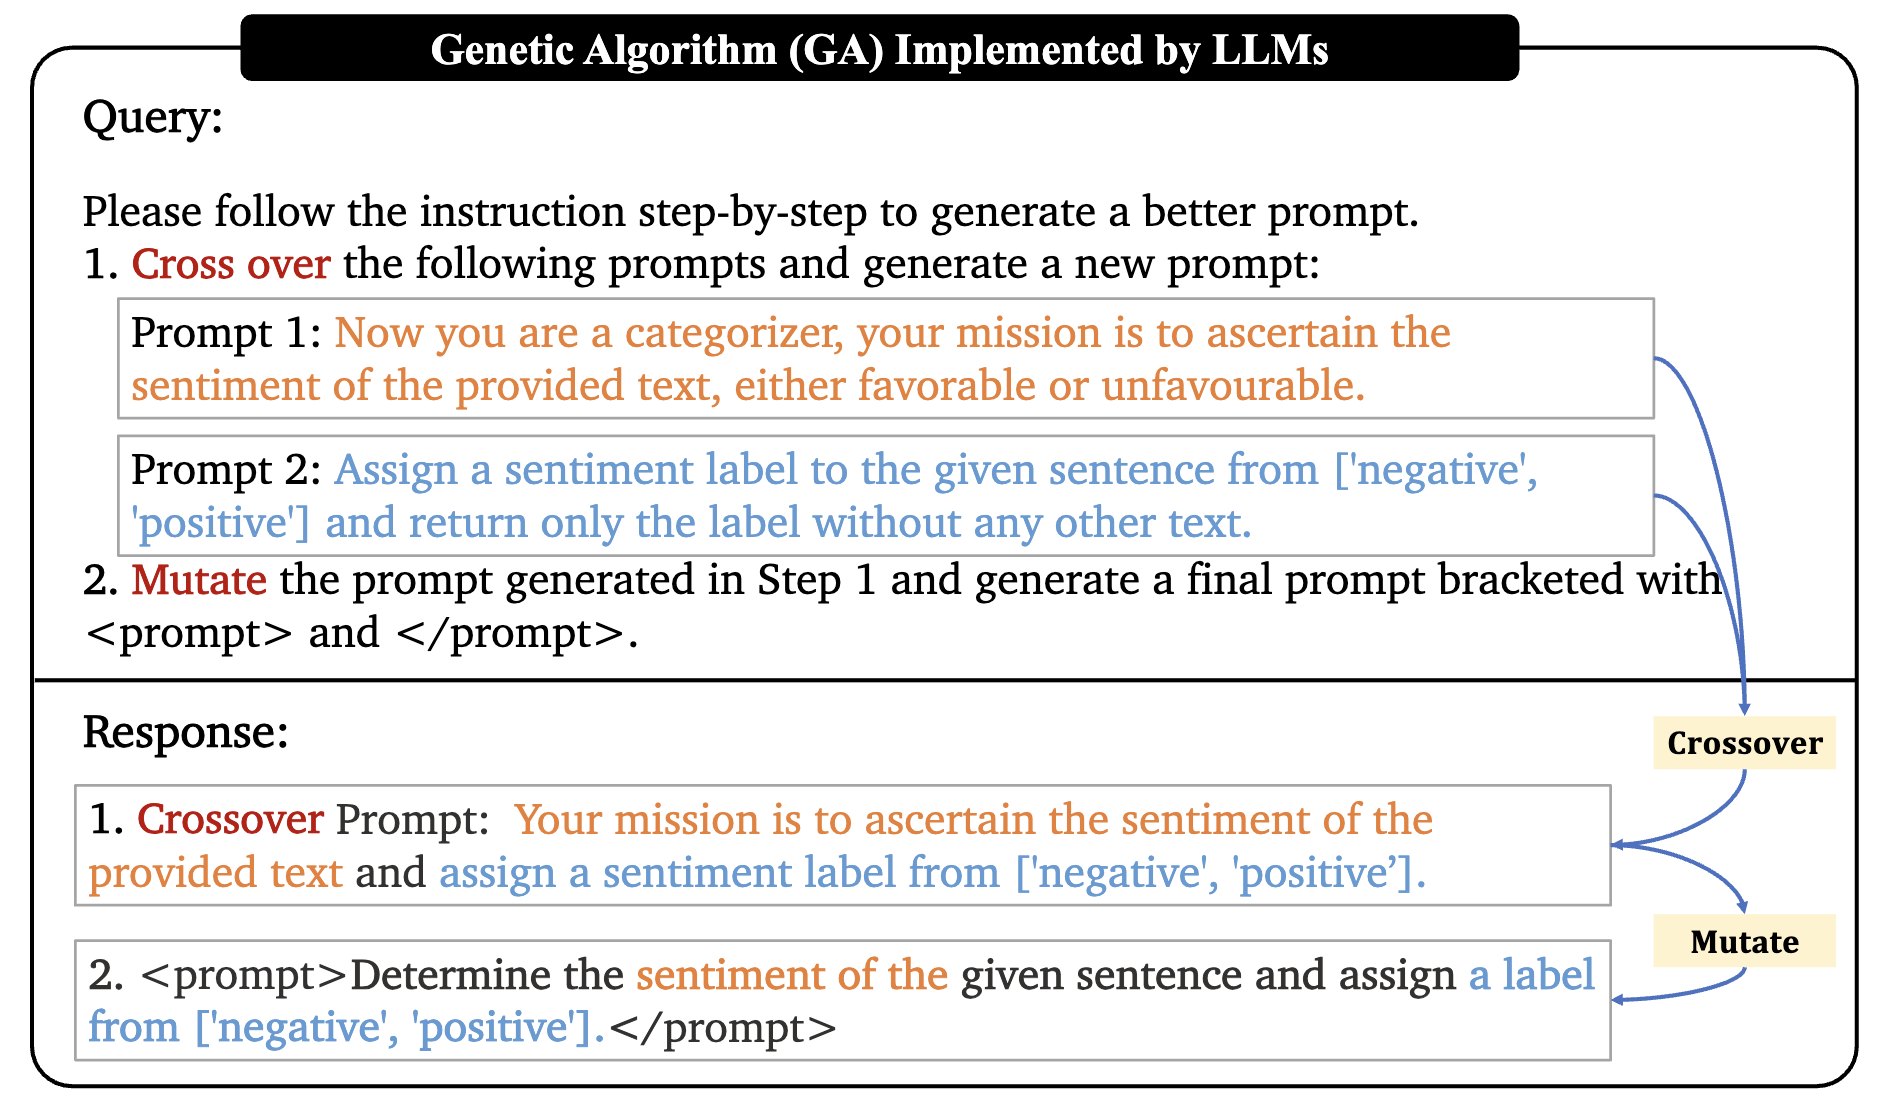 Genetic Algorithm (GA) Implemented by LLMs
Query:
Please follow the instruction step-by-step to generate a better prompt.
1. Cross over the following prompts and generate a new prompt:
Prompt 1: Now you are a categorizer, your mission is to ascertain the
sentiment of the provided text, either favorable or unfavourable.
Prompt 2: Assign a sentiment label to the given sentence from ['negative',
'positive'] and return only the label without any other text.
2. Mutate the prompt generated in Step 1 and generate a final prompt bracketed with
<prompt> and </prompt>.
Response:
Crossover
1. Crossover Prompt: Your mission is to ascertain the sentiment of the
provided text and assign a sentiment label from ['negative', 'positive’].
Mutate
2. <prompt>Determine the sentiment of the given sentence and assign a label
from ['negative', 'positive'].</prompt>